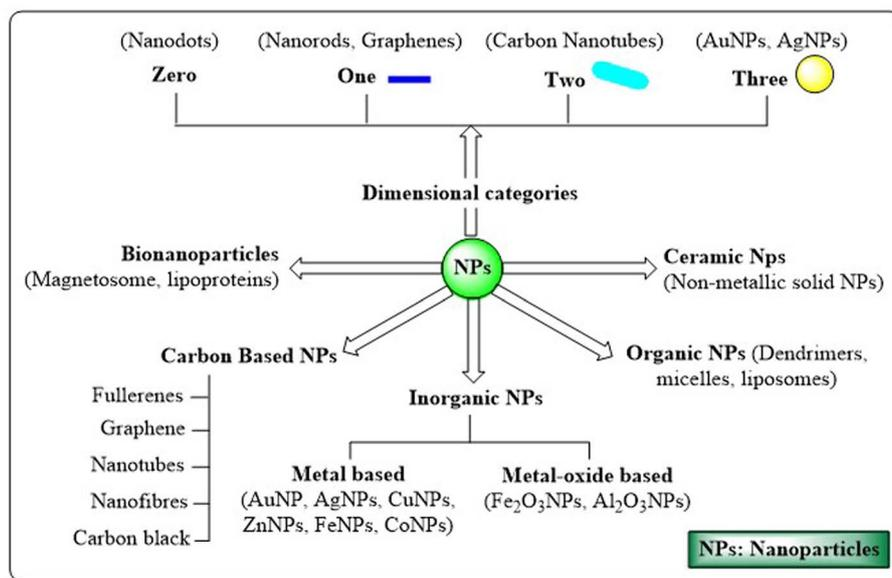 (Nanodots) (Nanorods, Graphenes) (Carbon Nanotubes) (AuNPs, AgNPs)
Zero One Two Three
Dimensional categories
NPs
Bionanoparticles
(Magnetosome, lipoproteins)
Ceramic Nps
(Non-metallic solid NPs)
Carbon Based NPs
Fullerenes
Graphene
Nanotubes
Nanofibres
Carbon black
Organic NPs (Dendrimers,
micelles, liposomes)
Inorganic NPs
Metal based
(AuNP, AgNPs, CuNPs,
ZnNPs, FeNPs, CoNPs)
Metal-oxide based
(Fe₂O₃NPs, Al₂O₃NPs)
NPs: Nanoparticles